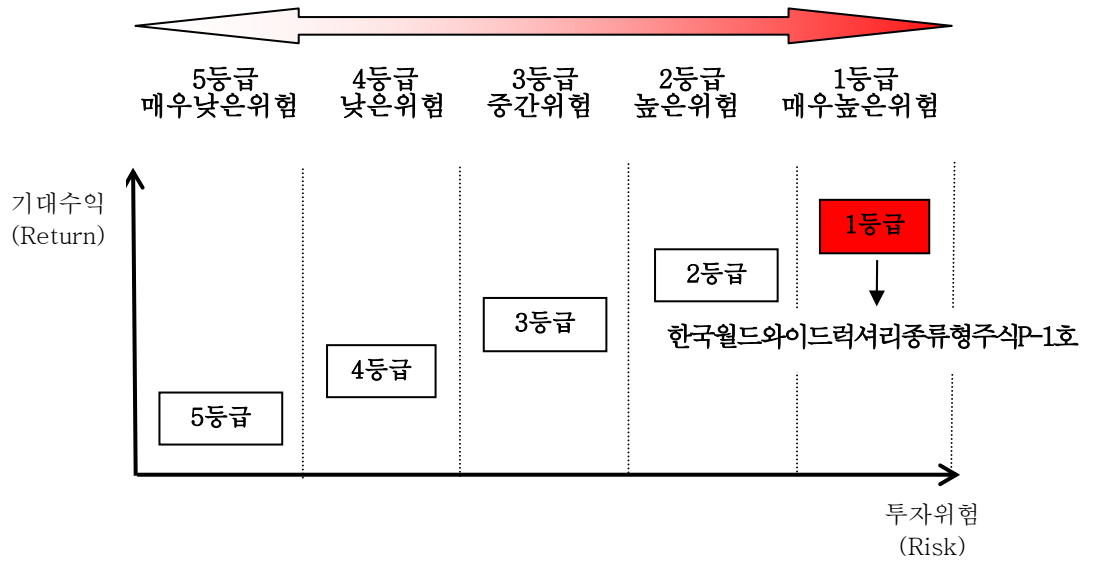 5등급 4등급 3등급 2등급 1등급
매우낮은위험 낮은위험 중간위험 높은위험 매우높은위험
기대수익
(Return)
1등급
2등급
3등급
한국월드와이드럭셔리종류형주식P-1호
4등급
5등급
투자위험
(Risk)